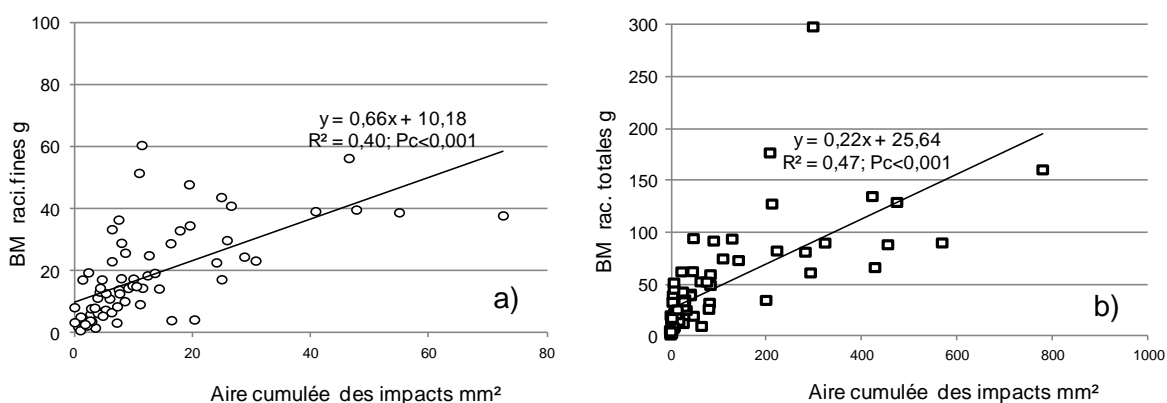 100
80
60
40
20
0
BM raci.fines g
y = 0,66x + 10,18
R² = 0,40; Pc<0,001
a)
0 20 40 60 80
Aire cumulée des impacts mm²
300
250
200
150
100
50
0
BM rac. totales g
y = 0,22x + 25,64
R² = 0,47; Pc<0,001
b)
0 200 400 600 800 1000
Aire cumulée des impacts mm²